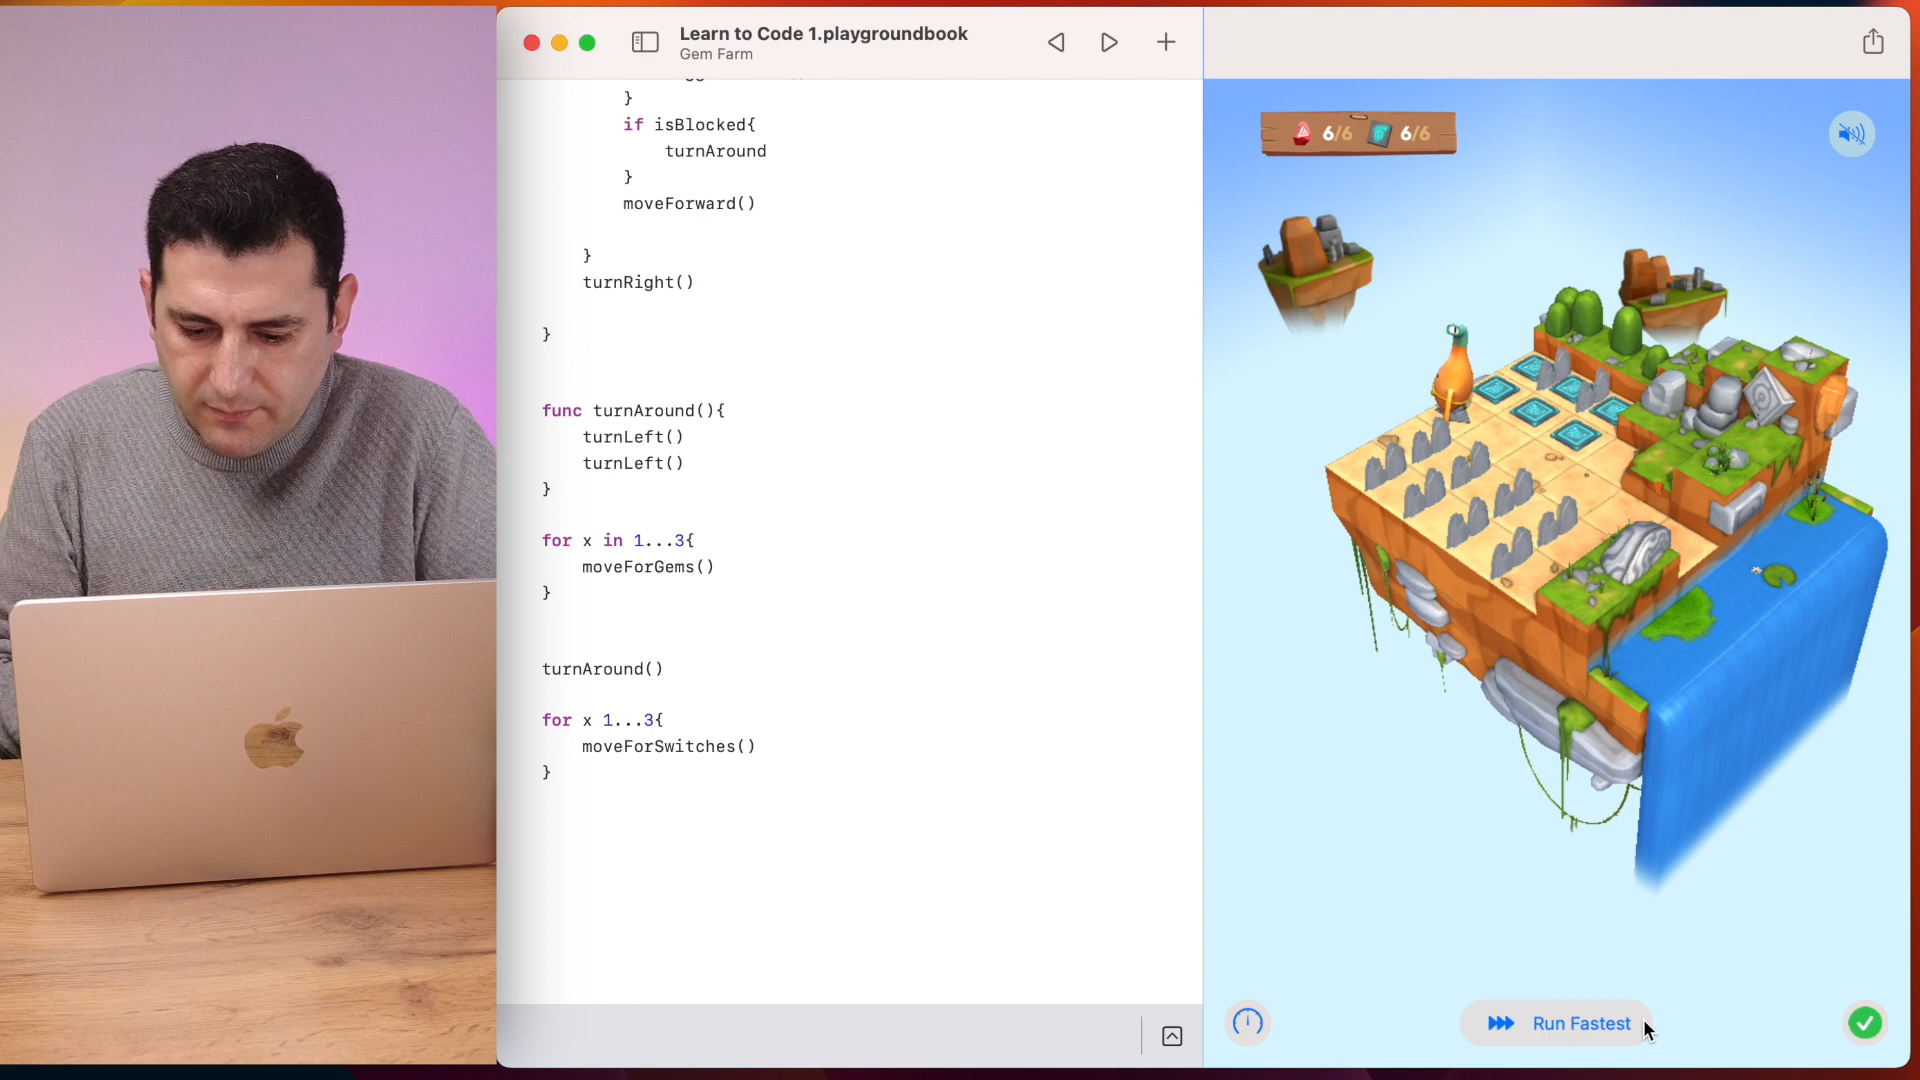 Learn to Code 1.playgroundbook
Gem Farm
}
if isBlocked{
turnAround
}
moveForward()
}
turnRight()
}
func turnAround(){
turnLeft()
turnLeft()
}
for x in 1...3{
moveForGems()
}
turnAround()
for x 1...3{
moveForSwitches()
}
6/6 6/6
Run Fastest